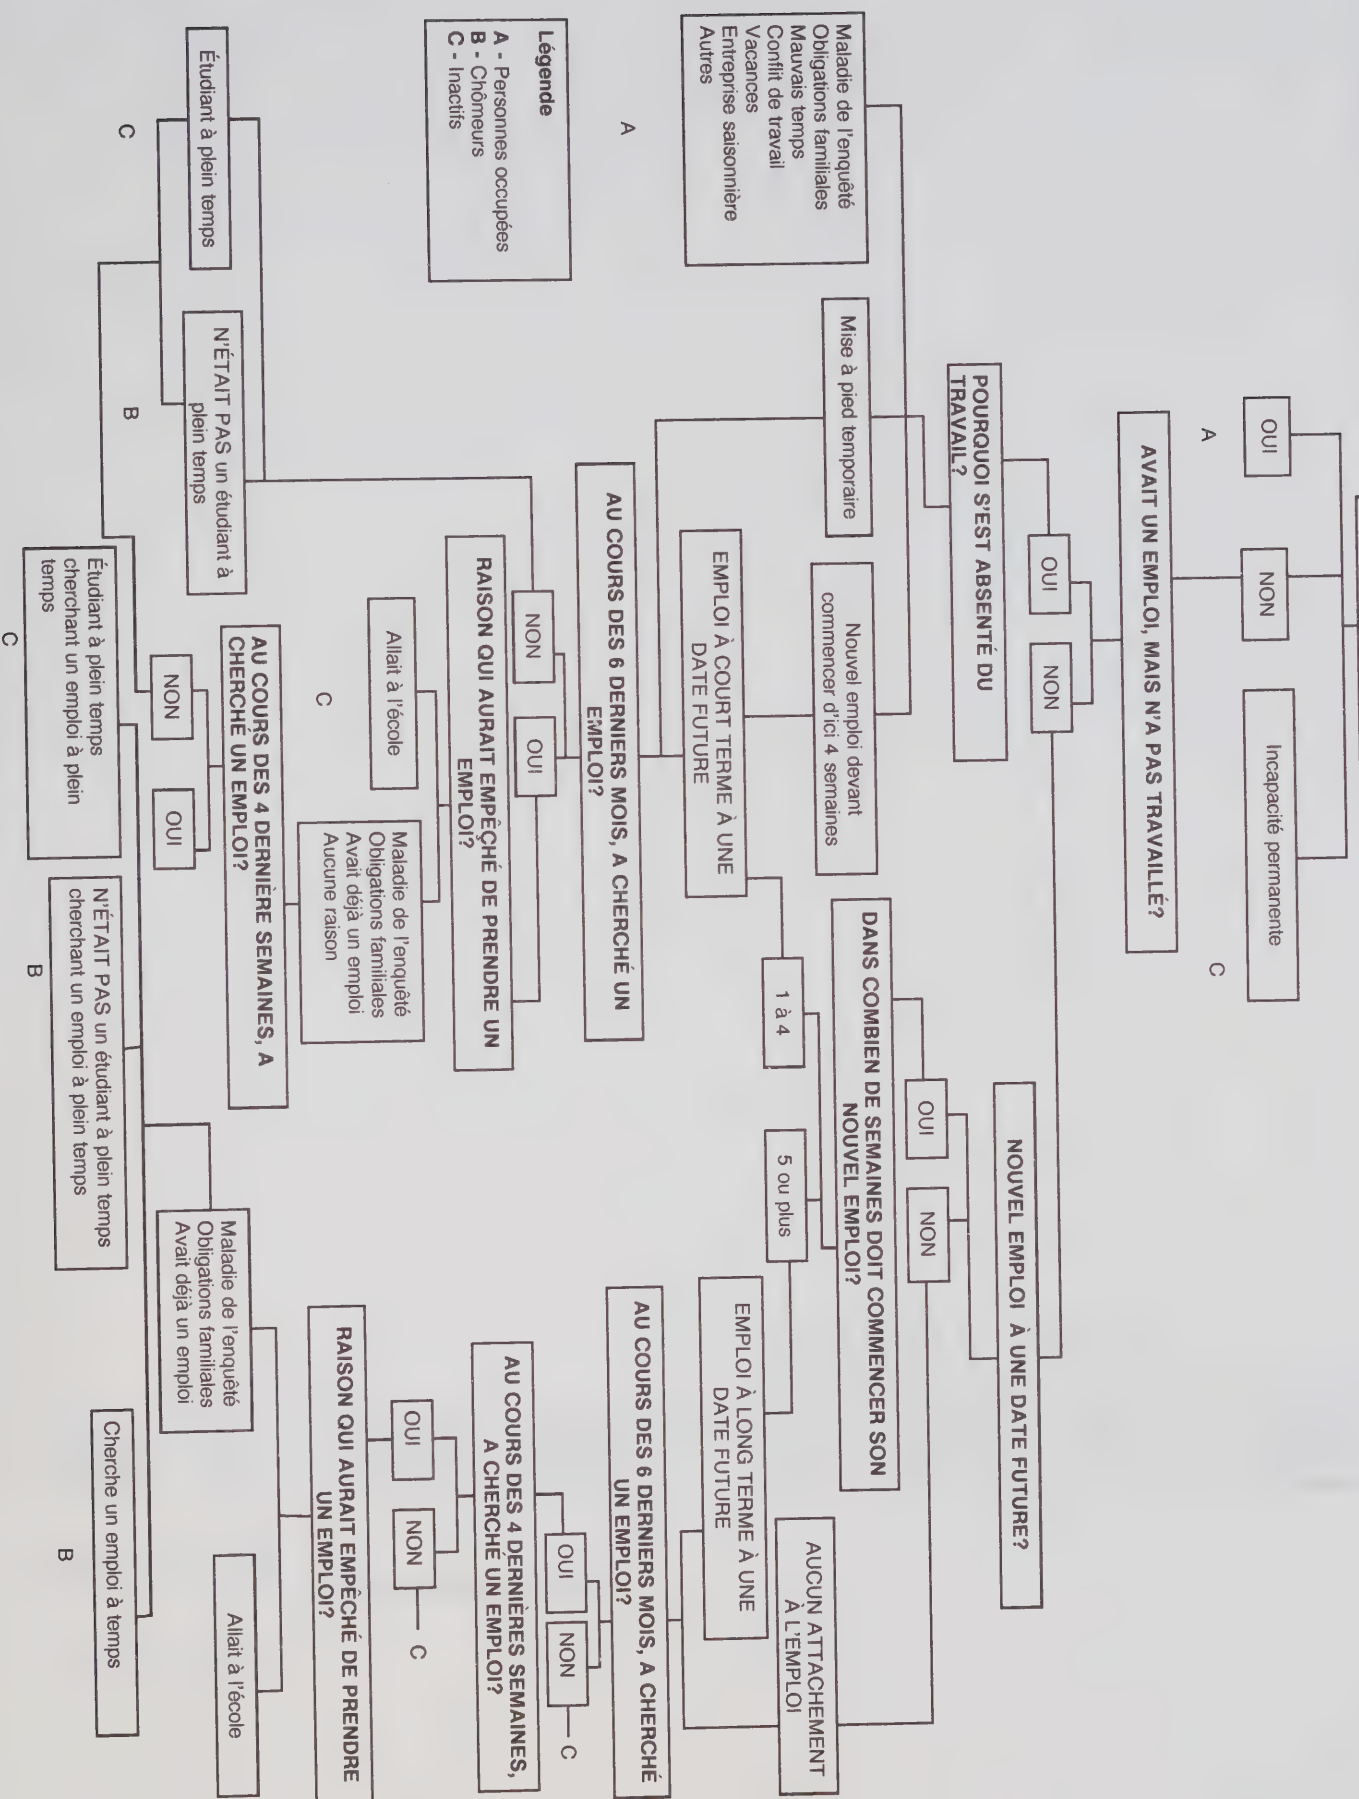 OUI
NON
Incapacité permanente
A
C
AVAIT UN EMPLOI, MAIS N'A PAS TRAVAILLÉ?
OUI
NON
POURQUOI S'EST ABSENTÉ DU
TRAVAIL?
NOUVEL EMPLOI À UNE DATE FUTURE?
OUI
NON
Maladie de l'enquêté
Obligations familiales
Mauvais temps
Conflit de travail
Vacances
Entreprise saisonnière
Autres
A
Mise à pied temporaire
Nouvel emploi devant
commencer d'ici 4 semaines
DANS COMBIEN DE SEMAINES DOIT COMMENCER SON
NOUVEL EMPLOI?
AUCUN ATTACHEMENT
À L'EMPLOI
1 à 4
5 ou plus
EMPLOI À COURT TERME À UNE
DATE FUTURE
EMPLOI À LONG TERME À UNE
DATE FUTURE
AU COURS DES 6 DERNIERS MOIS, A CHERCHÉ UN
EMPLOI?
AU COURS DES 6 DERNIERS MOIS, A CHERCHÉ
UN EMPLOI?
Légende
A - Personnes occupées
B - Chômeurs
C - Inactifs
NON
OUI
OUI
NON
C
RAISON QUI AURAIT EMPÊCHÉ DE PRENDRE UN
EMPLOI?
AU COURS DES 4 DERNIÈRES SEMAINES,
A CHERCHÉ UN EMPLOI?
Allait à l'école
C
Maladie de l'enquêté
Obligations familiales
Avait déjà un emploi
Aucune raison
OUI
NON
C
AU COURS DES 4 DERNIÈRE SEMAINES, A
CHERCHÉ UN EMPLOI?
RAISON QUI AURAIT EMPÊCHÉ DE PRENDRE
UN EMPLOI?
Étudiant à plein temps
N'ÉTAIT PAS un étudiant à
plein temps
C
B
NON
OUI
Maladie de l'enquêté
Obligations familiales
Avait déjà un emploi
Allait à l'école
Étudiant à plein temps
cherchant un emploi à plein
temps
C
N'ÉTAIT PAS un étudiant à plein temps
cherchant un emploi à plein temps
B
Cherche un emploi à temps
B